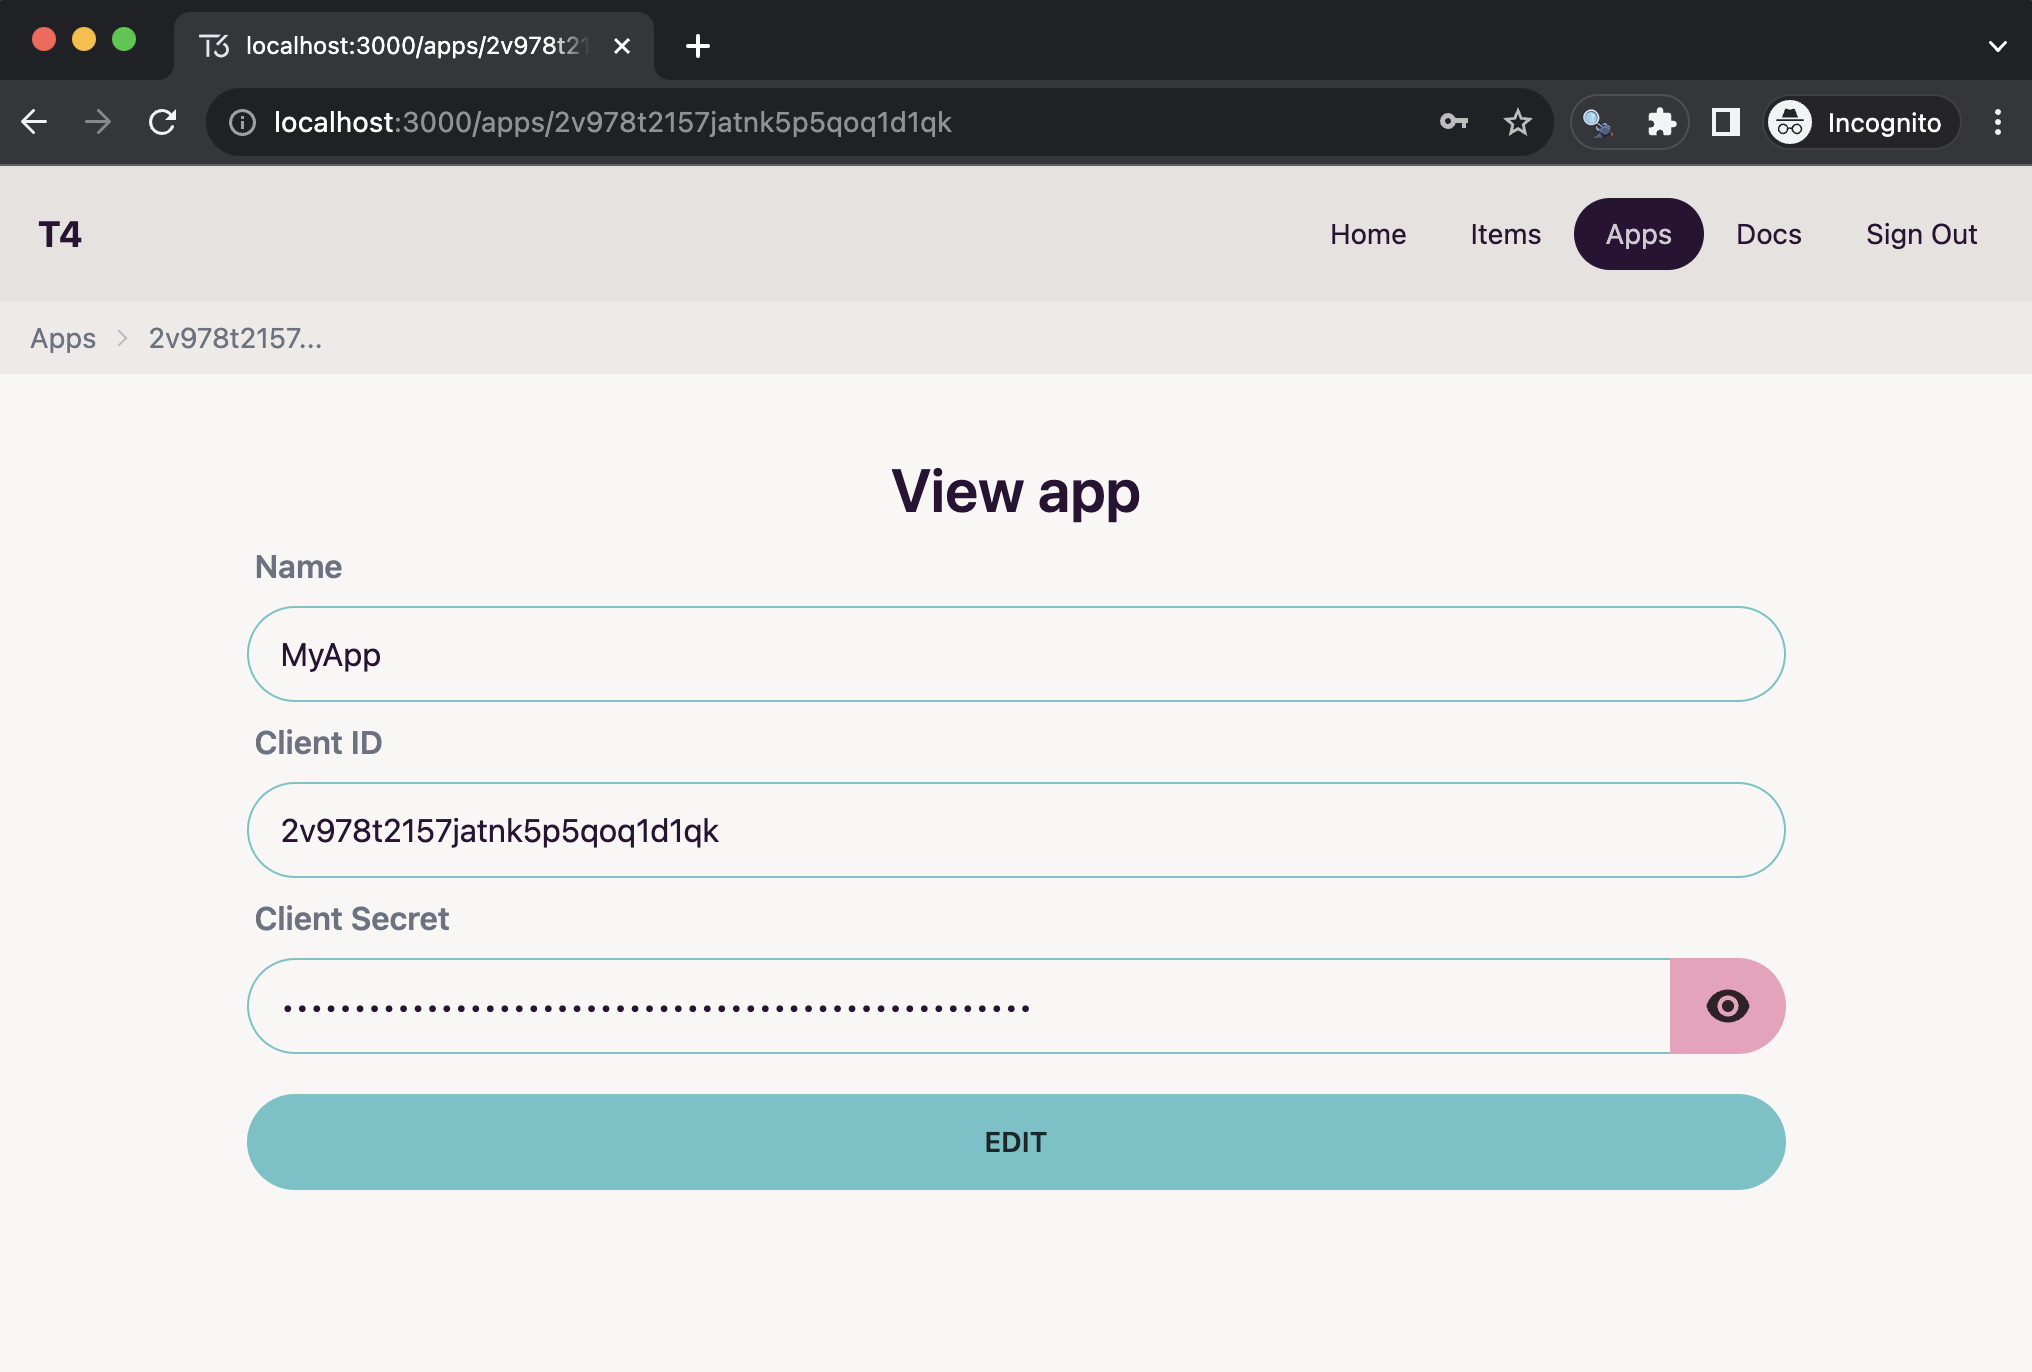 localhost:3000/apps/2v978t21
localhost:3000/apps/2v978t2157jatnk5p5qoq1d1qk
Incognito
T4
Home
Items
Apps
Docs
Sign Out
Apps
2v978t2157...
View app
Name
MyApp
Client ID
2v978t2157jatnk5p5qoq1d1qk
Client Secret
••••••••••••••••••••••••••••••••••••••••••••••••••••
EDIT